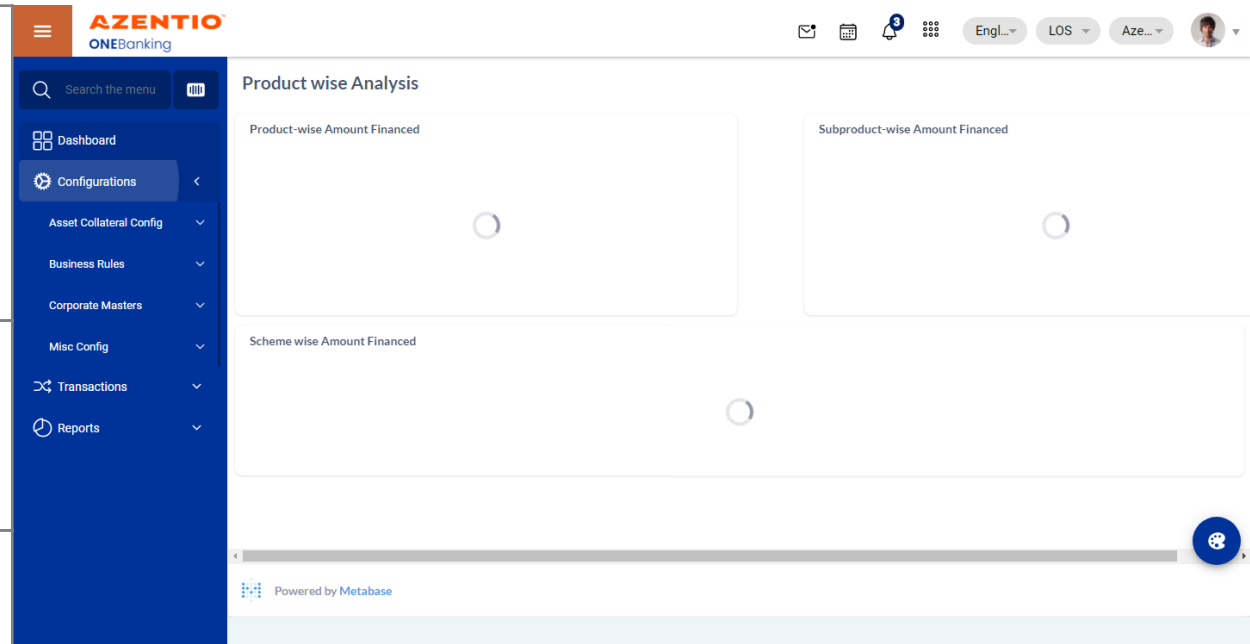 AZENTIO
ONEBanking
3
Engl...
LOS
Aze...
Search the menu
Product wise Analysis
Product-wise Amount Financed
Subproduct-wise Amount Financed
Dashboard
Configurations
Asset Collateral Config
Business Rules
Corporate Masters
Scheme wise Amount Financed
Misc Config
Transactions
Reports
Powered by Metabase